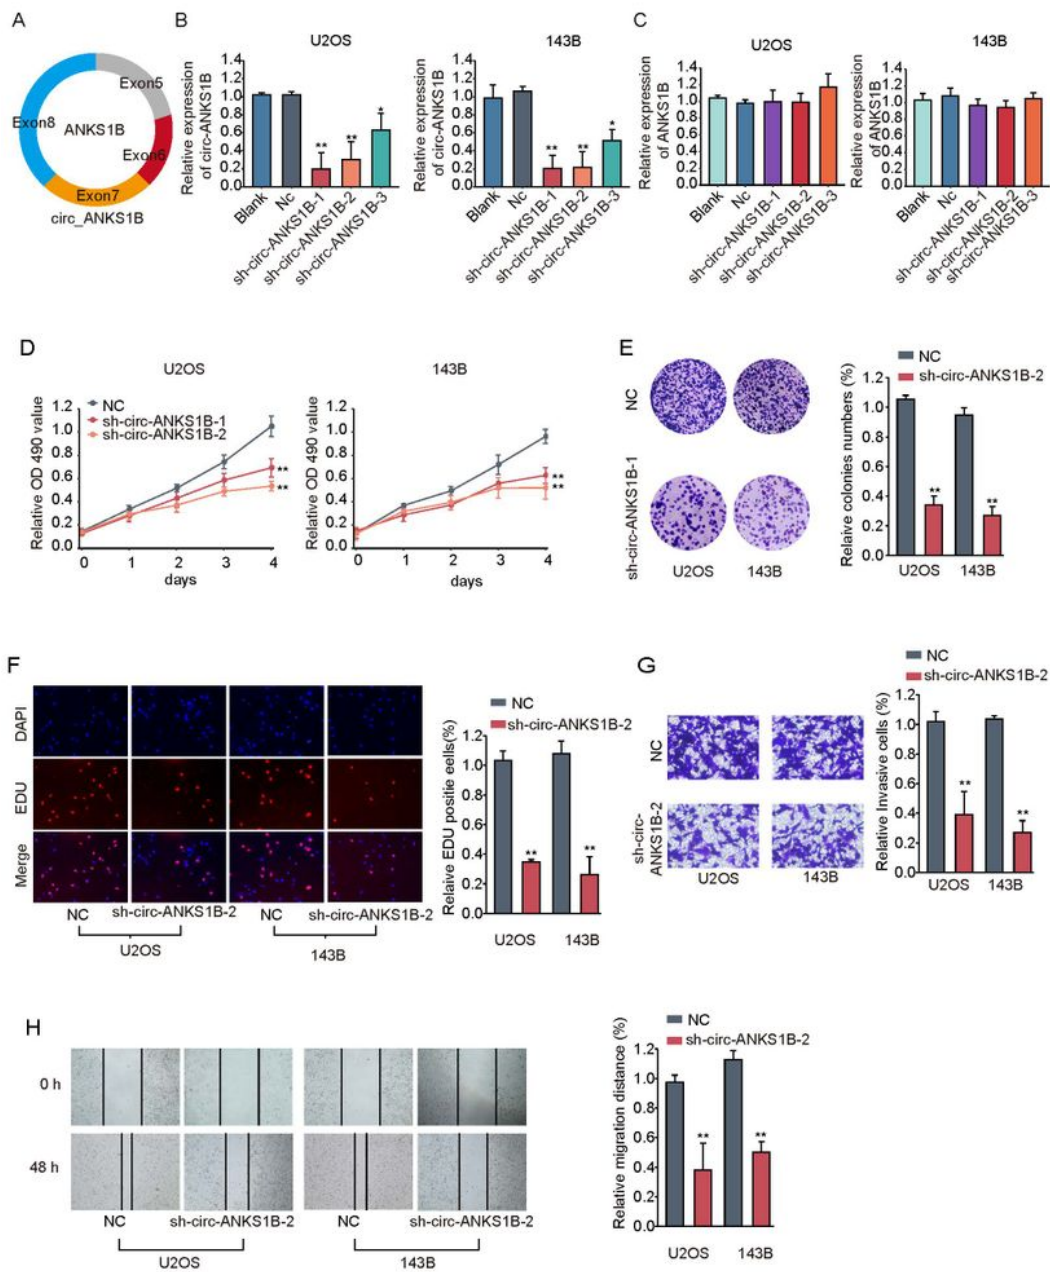 A
Exon5
Exon8
ANKS1B
Exon6
Exon7
circ_ANKS1B
B
U2OS
143B
Relative expression
of circ-ANKS1B
1.4
1.2
1.0
0.8
0.6
0.4
0.2
0.0
**
**
*
Blank
Nc
sh-circ-ANKS1B-1
sh-circ-ANKS1B-2
sh-circ-ANKS1B-3
Relative expression
of circ-ANKS1B
1.4
1.2
1.0
0.8
0.6
0.4
0.2
0.0
**
**
*
Blank
Nc
sh-circ-ANKS1B-1
sh-circ-ANKS1B-2
sh-circ-ANKS1B-3
C
U2OS
143B
Relative expression
of ANKS1B
1.4
1.2
1.0
0.8
0.6
0.4
0.2
0.0
Blank
Nc
sh-circ-ANKS1B-1
sh-circ-ANKS1B-2
sh-circ-ANKS1B-3
Relative expression
of ANKS1B
1.4
1.2
1.0
0.8
0.6
0.4
0.2
0.0
Blank
Nc
sh-circ-ANKS1B-1
sh-circ-ANKS1B-2
sh-circ-ANKS1B-3
D
U2OS
143B
Relative OD 490 value
1.2
1.0
0.8
0.6
0.4
0.2
0.0
NC
sh-circ-ANKS1B-1
sh-circ-ANKS1B-2
**
**
0 1 2 3 4
days
Relative OD 490 value
1.2
1.0
0.8
0.6
0.4
0.2
0.0
**
**
0 1 2 3 4
days
E
NC
sh-circ-ANKS1B-1
U2OS 143B
NC
sh-circ-ANKS1B-2
Relaive colonies numbers (%)
1.2
1.0
0.8
0.6
0.4
0.2
0.0
**
**
U2OS 143B
F
DAPI
EDU
Merge
NC sh-circ-ANKS1B-2 NC sh-circ-ANKS1B-2
U2OS 143B
NC
sh-circ-ANKS1B-2
Relaive EDU positie eells(%)
1.2
1.0
0.8
0.6
0.4
0.2
0.0
**
**
U2OS 143B
G
NC
sh-circ-
ANKS1B-2
U2OS 143B
NC
sh-circ-ANKS1B-2
Relative Invasive cells (%)
1.2
1.0
0.8
0.6
0.4
0.2
0.0
**
**
U2OS 143B
H
0 h
48 h
NC sh-circ-ANKS1B-2 NC sh-circ-ANKS1B-2
U2OS 143B
NC
sh-circ-ANKS1B-2
Relative migration distance (%)
1.2
1.0
0.8
0.6
0.4
0.2
0.0
**
**
U2OS 143B